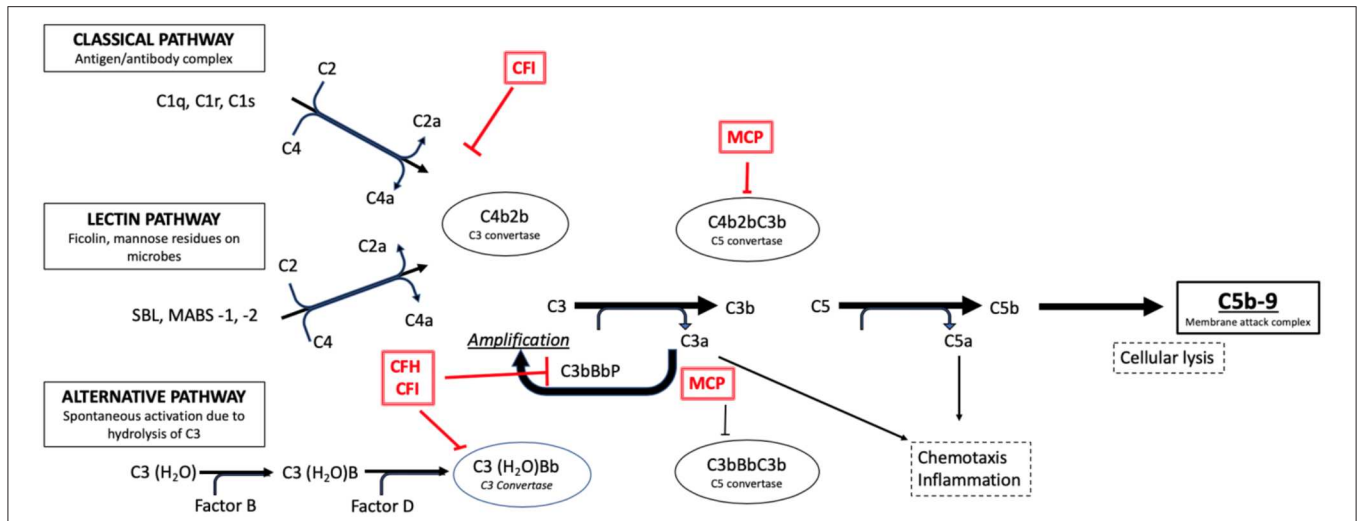 CLASSICAL PATHWAY
Antigen/antibody complex
C1q, C1r, C1s
C2
C4
C2a
C4a
CFI
MCP
LECTIN PATHWAY
Ficolin, mannose residues on
microbes
SBL, MABS -1, -2
C2
C4
C2a
C4a
C4b2b
C3 convertase
C4b2bC3b
C5 convertase
C3
C3b
C3a
C5
C5b
C5a
C5b-9
Membrane attack complex
Cellular lysis
Amplification
C3bBbP
CFH
CFI
MCP
ALTERNATIVE PATHWAY
Spontaneous activation due to
hydrolysis of C3
C3 (H₂O)
Factor B
C3 (H₂O)B
Factor D
C3 (H₂O)Bb
C3 Convertase
C3bBbC3b
C5 convertase
Chemotaxis
Inflammation